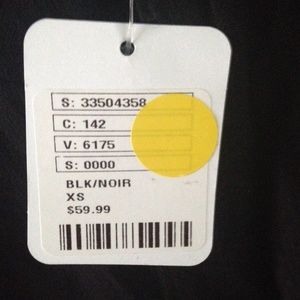 S: 33504358
C: 142
V: 6175
S: 0000
BLK/NOIR
XS
$59.99